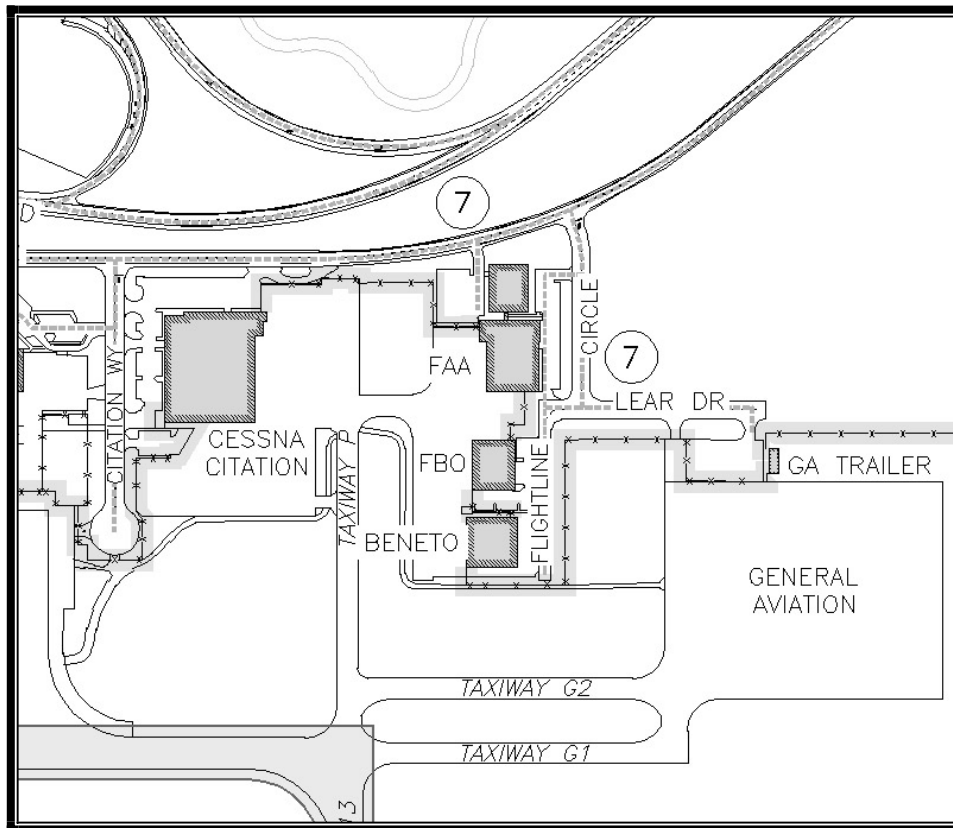 7
CIRCLE
7
FAA
LEAR DR
CITATION WY
CESSNA
CITATION
FBO
GA TRAILER
TAXIWAY
FLIGHTLINE
BENETO
GENERAL
AVIATION
TAXIWAY G2
TAXIWAY G1
13